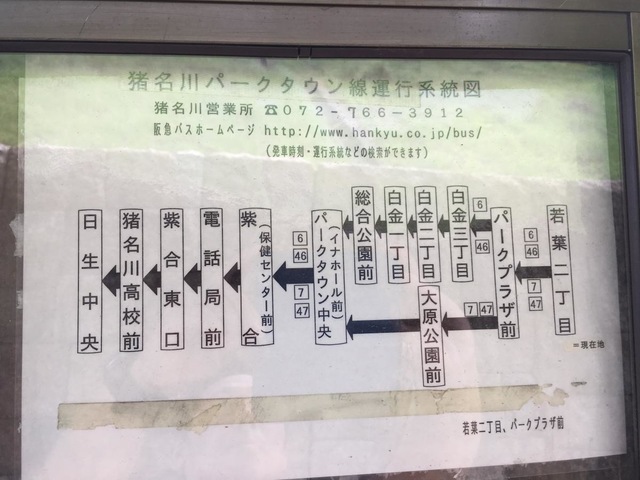 猪名川パークタウン線運行系統図
猪名川営業所 ☎072-766-3912
阪急バスホームページ http://www.hankyu.co.jp/bus/
(発車時刻・運行系統などの検索ができます)
若葉二丁目
6 46
7 47
パークプラザ前
6
46
白金三丁目
白金二丁目
白金一丁目
総合公園前
7 47
大原公園前
(イナホール前)
パークタウン中央
6
46
7
47
(保健センター前)
紫合
電話局前
紫合東口
猪名川高校前
日生中央
=現在地
若葉二丁目、パークプラザ前